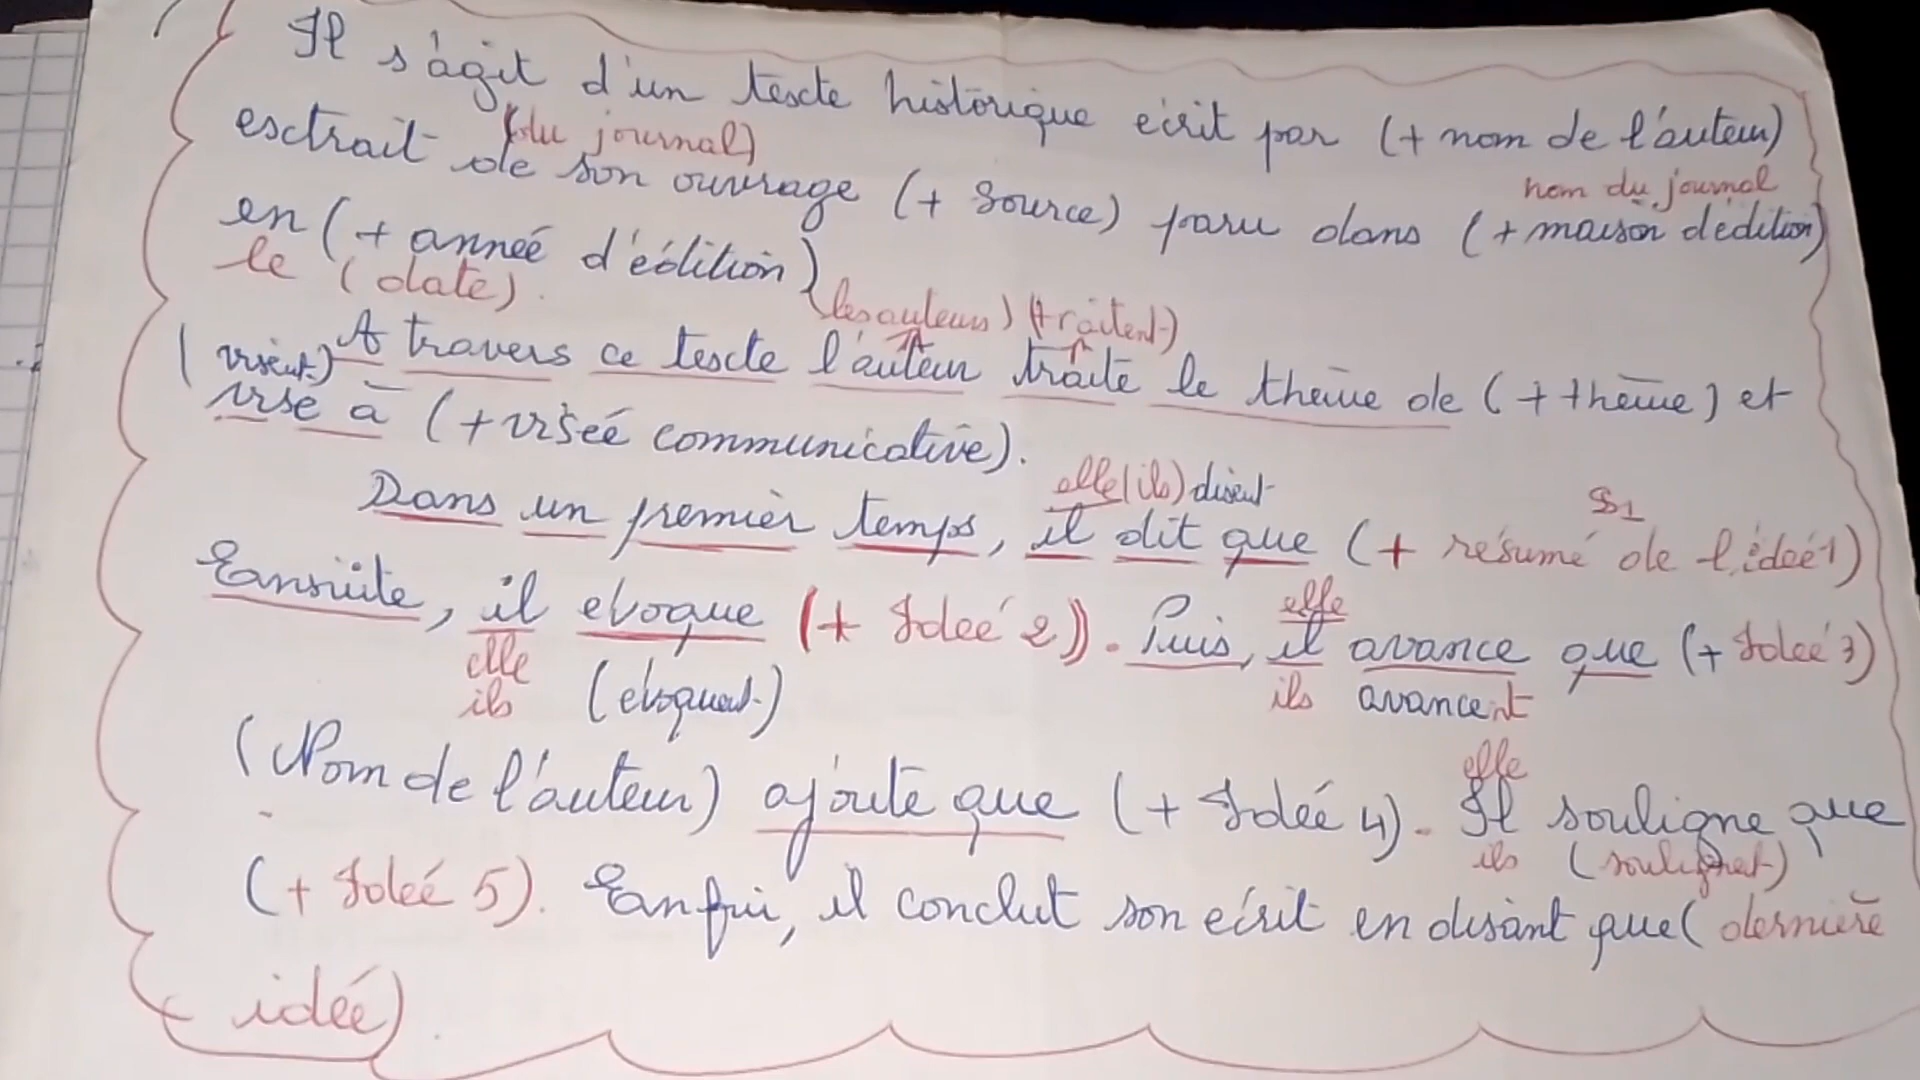 Il s'agit d'un texte historique écrit par (+ nom de l'auteur)
(du journal)
extrait de son ouvrage (+ source) paru dans (+ maison d'édition)
nom du journal
en (+ année d'édition)
le (date).
(les auteurs) (traitent)
A travers ce texte l'auteur traite le thème de (+ thème) et
(visent)
vise à (+ visée communicative).
elle (ils) disent
Dans un premier temps, il dit que (+ résumé de l'idée 1)
Ensuite, il evoque (+ Idée 2)). Puis, il avance que (+ Idée 3)
elle
elle
ils (evoquent) ils avancent
(Nom de l'auteur) ajoute que (+ Idée 4). Il souligne que
elle
ils (soulignent)
(+ Idée 5). Enfin, il conclut son écrit en disant que (dernière
idée)